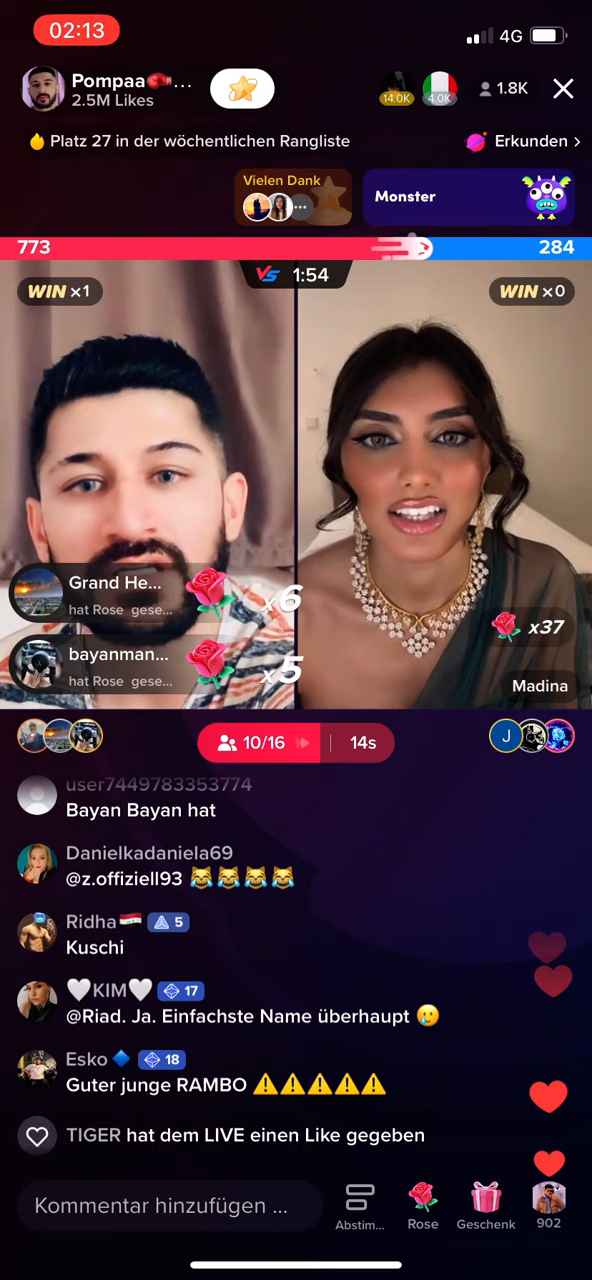 02:13
4G
Pompaa🥊...
2.5M Likes
14.0K
4.0K
1.8K
Platz 27 in der wöchentlichen Rangliste
Erkunden >
Vielen Dank
Monster
773
284
VS 1:54
WIN x1
WIN x0
Grand He...
hat Rose gese...
x6
bayanman...
hat Rose gese...
x5
x37
Madina
10/16
14s
J
user7449783353774
Bayan Bayan hat
Danielkadaniela69
@z.offiziell93 😹😹😹😹
Ridha🇮🇶 5
Kuschi
🤍KIM🤍 17
@Riad. Ja. Einfachste Name überhaupt 🥲
Esko🔹 18
Guter junge RAMBO ⚠️⚠️⚠️⚠️⚠️
TIGER hat dem LIVE einen Like gegeben
Kommentar hinzufügen ...
Abstim...
Rose
Geschenk
902